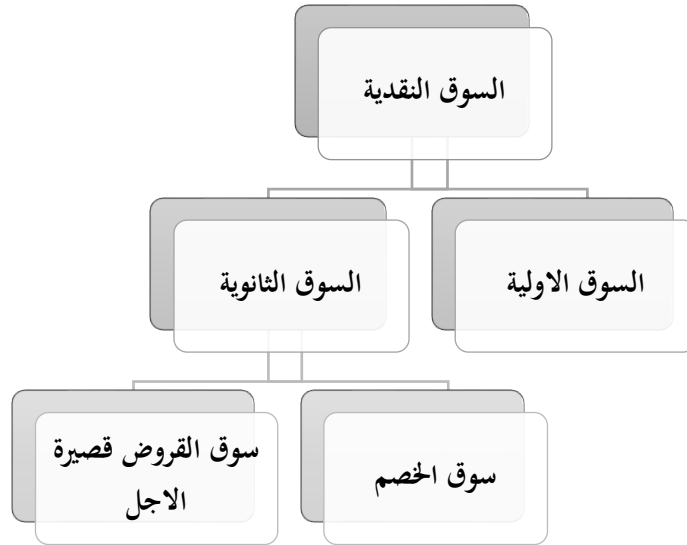 السوق النقدية
السوق الاولية
السوق الثانوية
سوق الخصم
سوق القروض قصيرة
الاجل